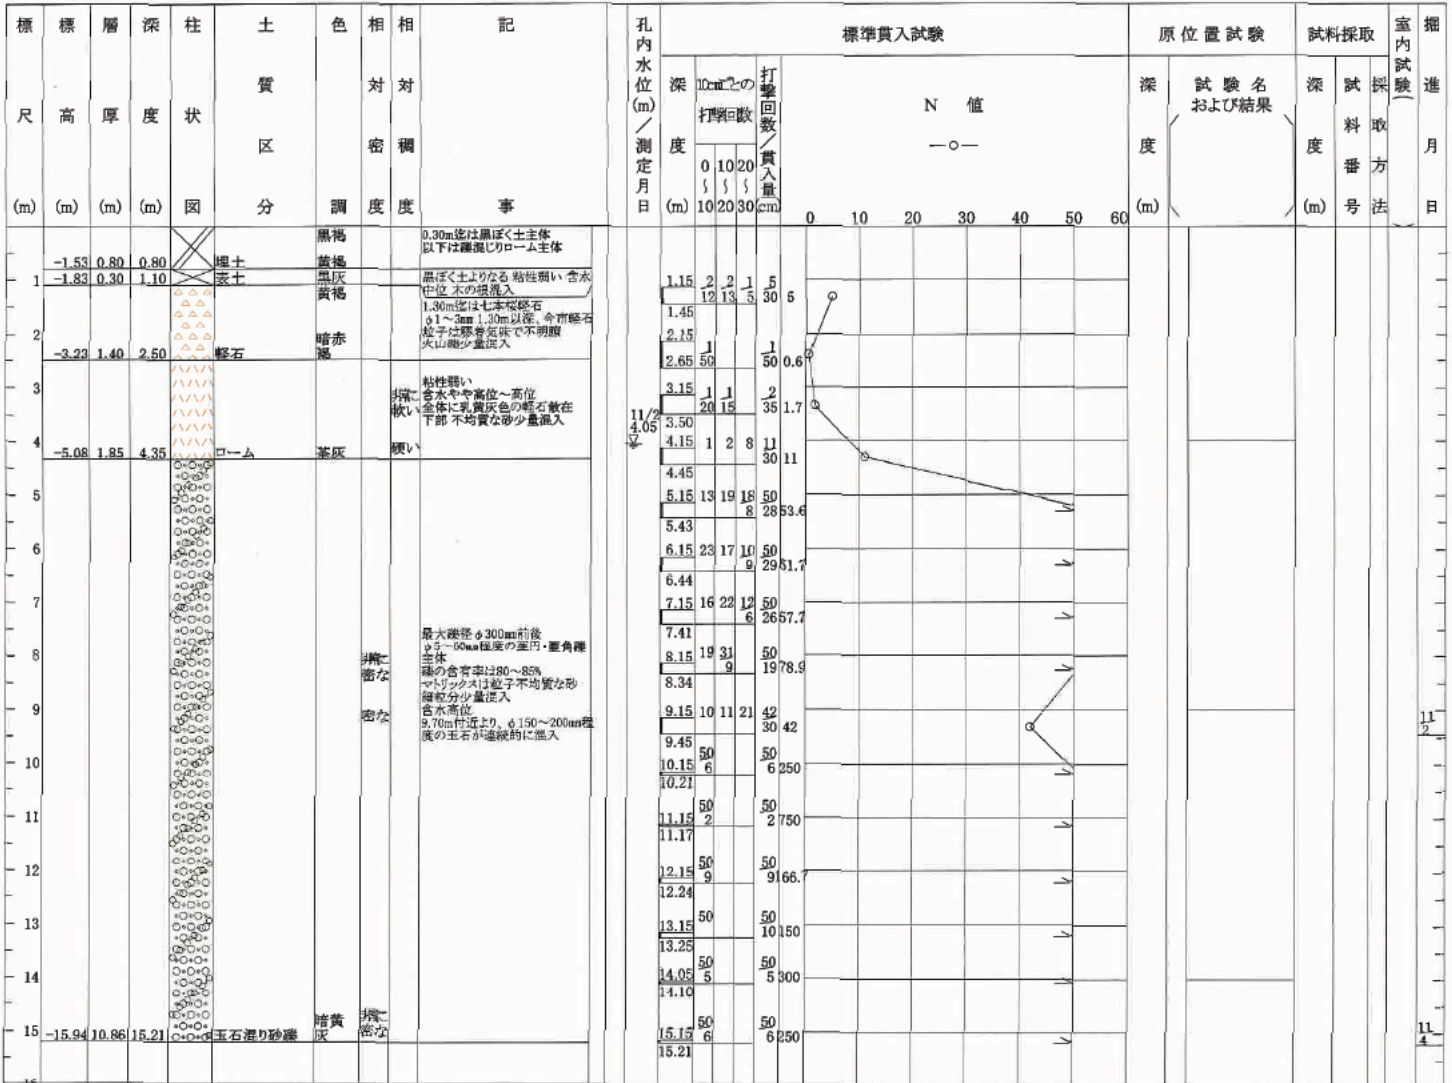 標尺(m) 標高(m) 層厚(m) 深度(m) 柱状図 土質区分 色調 相対密度 相対稠度 記事
孔内水位(m)/測定月日
標準貫入試験
深度(m)
10cmごとの打撃回数
0〜10 10〜20 20〜30
打撃回数/貫入量(cm)
N 値
—o—
0 10 20 30 40 50 60
原位置試験
深度(m)
試験名および結果
試料採取
深度(m) 試料番号 採取方法
室内試験
掘進月日
-1.53 0.80 0.80 埋土 黒褐 黄褐
0.30m迄は黒ぼく土主体
以下は礫混じりローム主体
-1.83 0.30 1.10 表土 黒灰
黒ぼく土よりなる 粘性弱い 含水
中位 木の根混入
-3.23 1.40 2.50 軽石 黄褐 暗赤褐
1.30m迄は七本桜軽石
φ1〜3mm 1.30m以深、今市軽石
粒子は膠着気味で不明瞭
火山礫少量混入
-5.08 1.85 4.35 ローム 茶灰 非常に軟い 硬い
粘性弱い
含水やや高位〜高位
全体に乳黄灰色の軽石散在
下部 不均質な砂少量混入
-15.94 10.86 15.21 玉石混り砂礫 暗黄灰 非常に密な 密な 非常に密な
最大礫径φ300mm前後
φ5〜60mm程度の亜円・亜角礫
主体
礫の含有率は80〜85%
マトリックスは粒子不均質な砂
細粒分少量混入
含水高位
9.70m付近より、φ150〜200mm程
度の玉石が連続的に混入
1
2
3
4
5
6
7
8
9
10
11
12
13
14
15
11/2
4.05
1.15 2/12 2/13 1/5 5/30 5
1.45
2.15 1/50 1/50 0.6
2.65
3.15 1/20 1/15 2/35 1.7
3.50
4.15 1 2 8 11/30 11
4.45
5.15 13 19 18/8 50/28 53.6
5.43
6.15 23 17 10/9 50/29 51.7
6.44
7.15 16 22 12/6 50/26 57.7
7.41
8.15 19 31/9 50/19 78.9
8.34
9.15 10 11 21 42/30 42
9.45
10.15 50/6 50/6 250
10.21
11.15 50/2 50/2 750
11.17
12.15 50/9 50/9 166.7
12.24
13.15 50 50/10 150
13.25
14.05 50/5 50/5 300
14.10
15.15 50/6 50/6 250
15.21
11/2
11/4